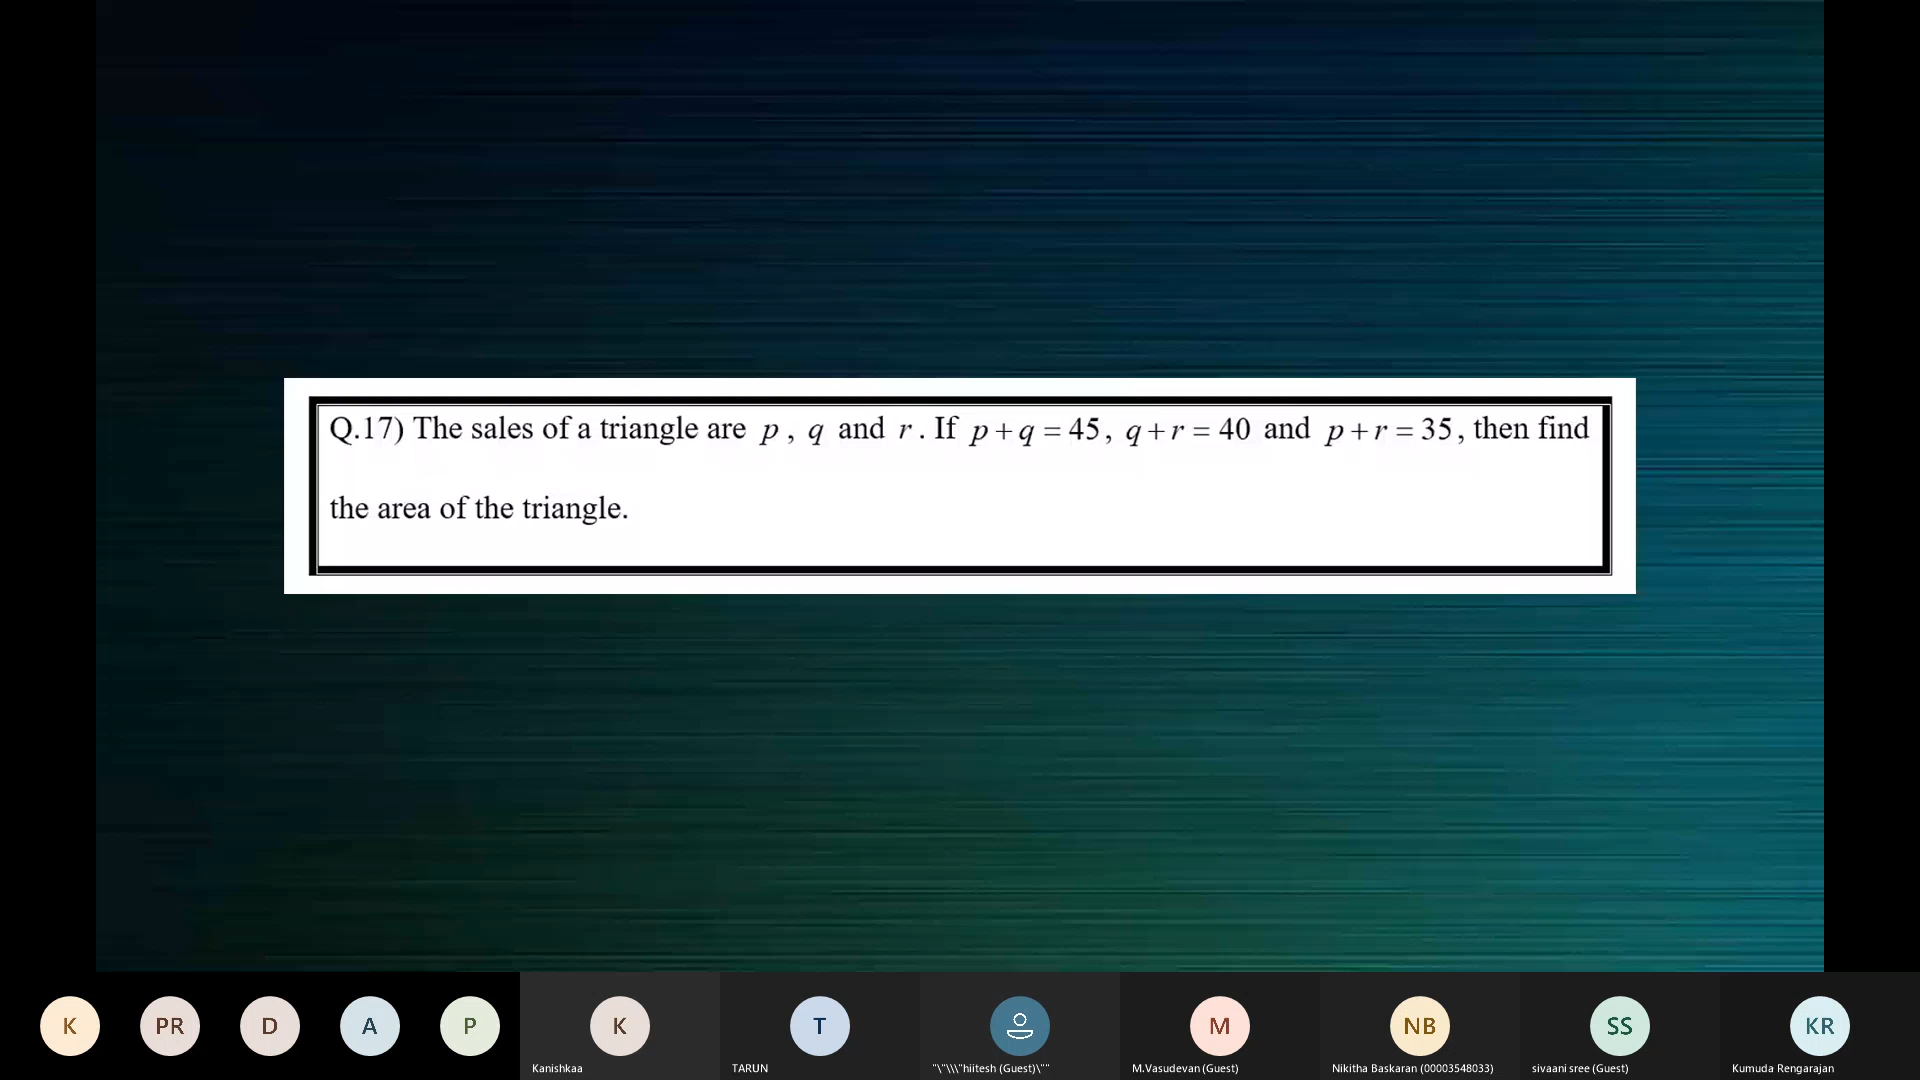 Q.17) The sales of a triangle are p, q and r. If p+q=45, q+r=40 and p+r=35, then find
the area of the triangle.
K PR D A P K T M NB SS KR
Kanishkaa TARUN "\"\\\"hiitesh (Guest)\"" M.Vasudevan (Guest) Nikitha Baskaran (00003548033) sivaani sree (Guest) Kumuda Rengarajan